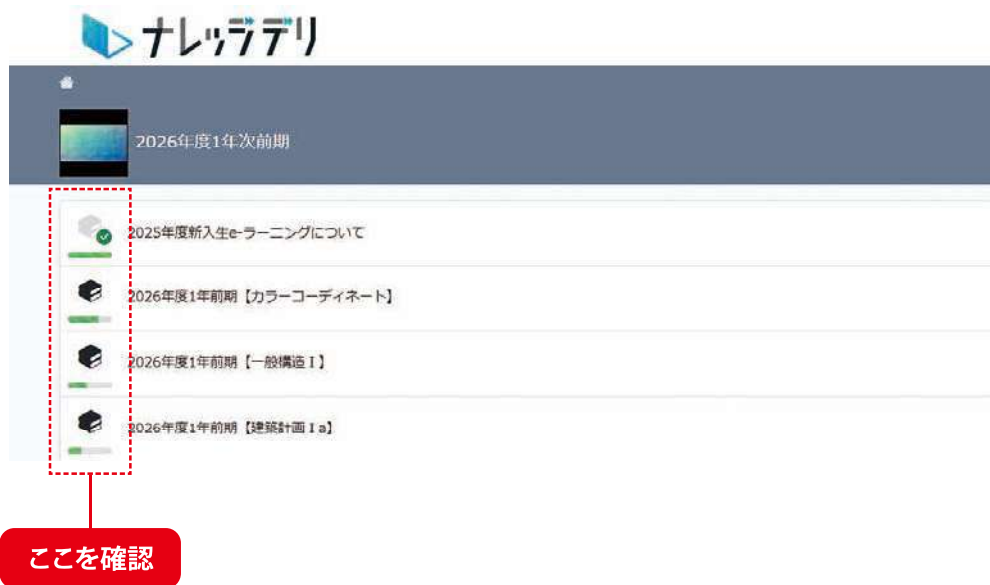 ナレッジデリ
2026年度1年次前期
2025年度新入生e-ラーニングについて
2026年度1年前期【カラーコーディネート】
2026年度1年前期【一般構造Ⅰ】
2026年度1年前期【建築計画Ⅰa】
ここを確認